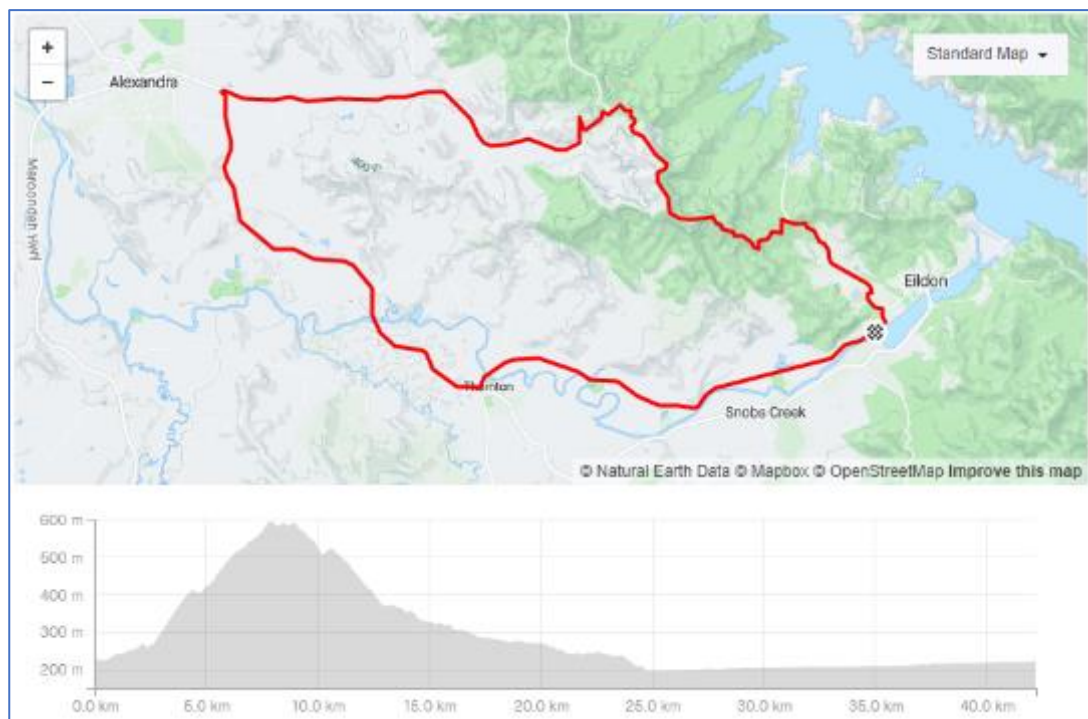 +
−
Standard Map
Alexandra
Maroondah HWY
Eildon
Thornton
Snobs Creek
© Natural Earth Data © Mapbox © OpenStreetMap Improve this map
600 m
500 m
400 m
300 m
200 m
0.0 km 5.0 km 10.0 km 15.0 km 20.0 km 25.0 km 30.0 km 35.0 km 40.0 km